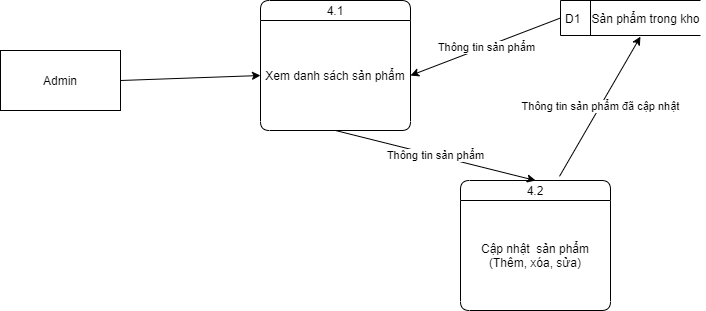 4.1
D1 Sản phẩm trong kho
Thông tin sản phẩm
Admin
Xem danh sách sản phẩm
Thông tin sản phẩm đã cập nhật
Thông tin sản phẩm
4.2
Cập nhật sản phẩm
(Thêm, xóa, sửa)